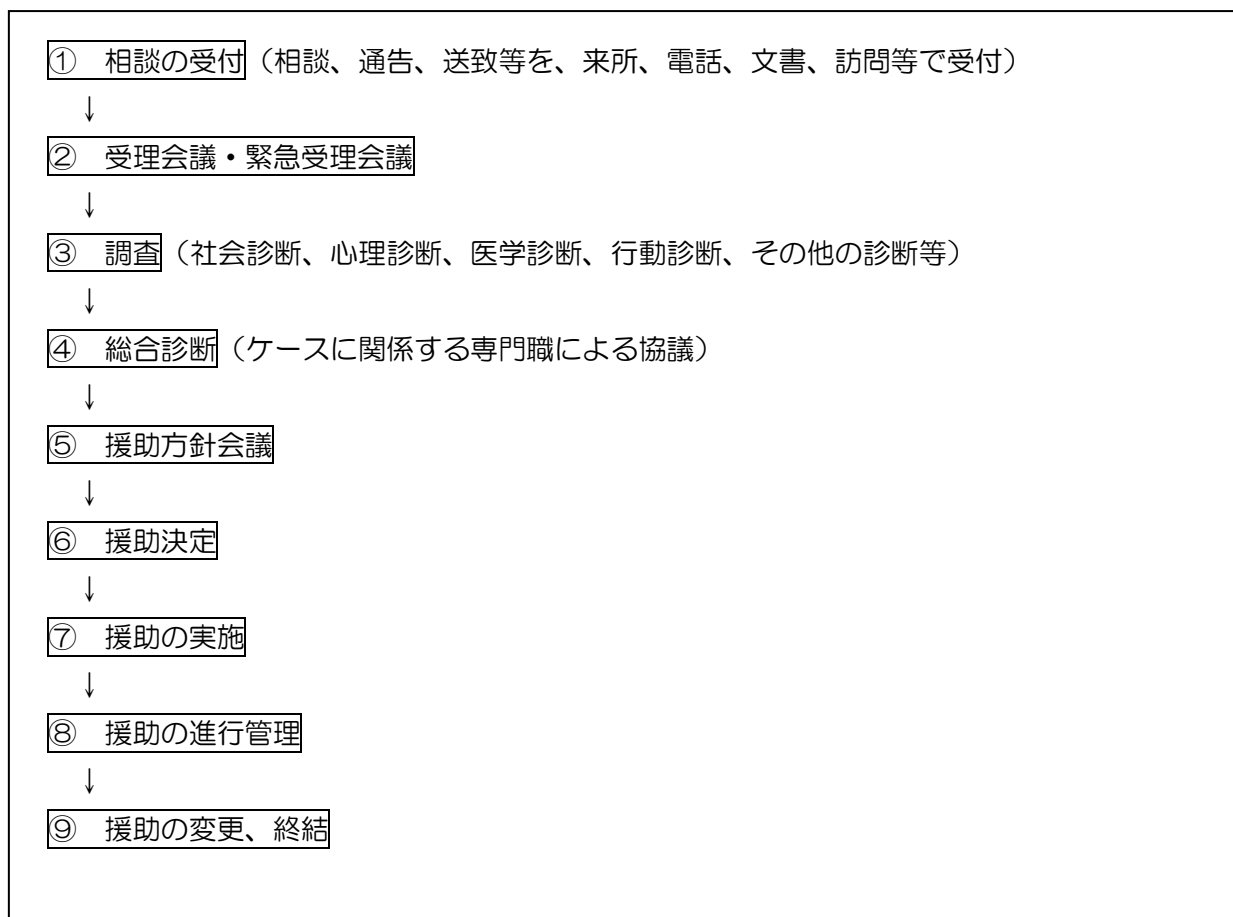 ① 相談の受付（相談、通告、送致等を、来所、電話、文書、訪問等で受付）
↓
② 受理会議・緊急受理会議
↓
③ 調査（社会診断、心理診断、医学診断、行動診断、その他の診断等）
↓
④ 総合診断（ケースに関係する専門職による協議）
↓
⑤ 援助方針会議
↓
⑥ 援助決定
↓
⑦ 援助の実施
↓
⑧ 援助の進行管理
↓
⑨ 援助の変更、終結